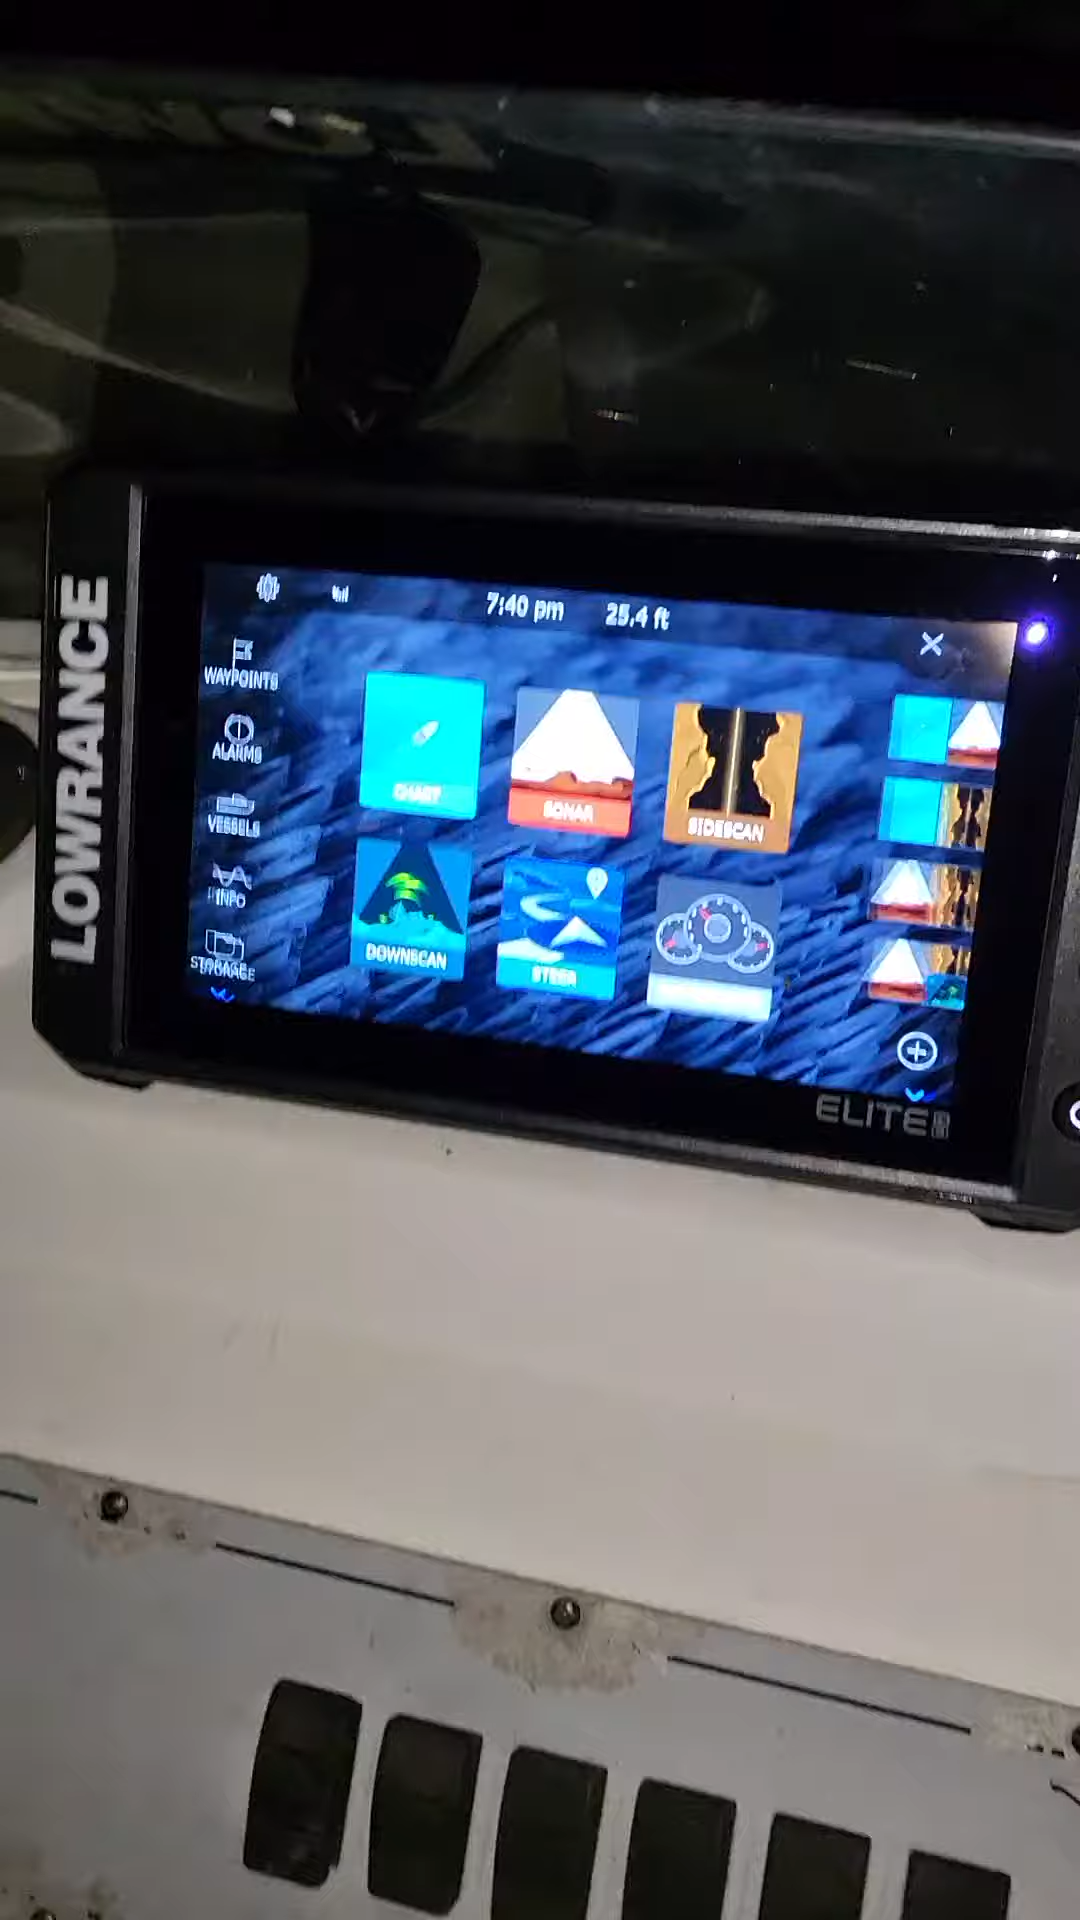 LOWRANCE
7:40 pm
25.4 ft
WAYPOINTS
ALARMS
VESSELS
INFO
STORAGE
CHART
SONAR
SIDESCAN
DOWNSCAN
STEER
ELITE